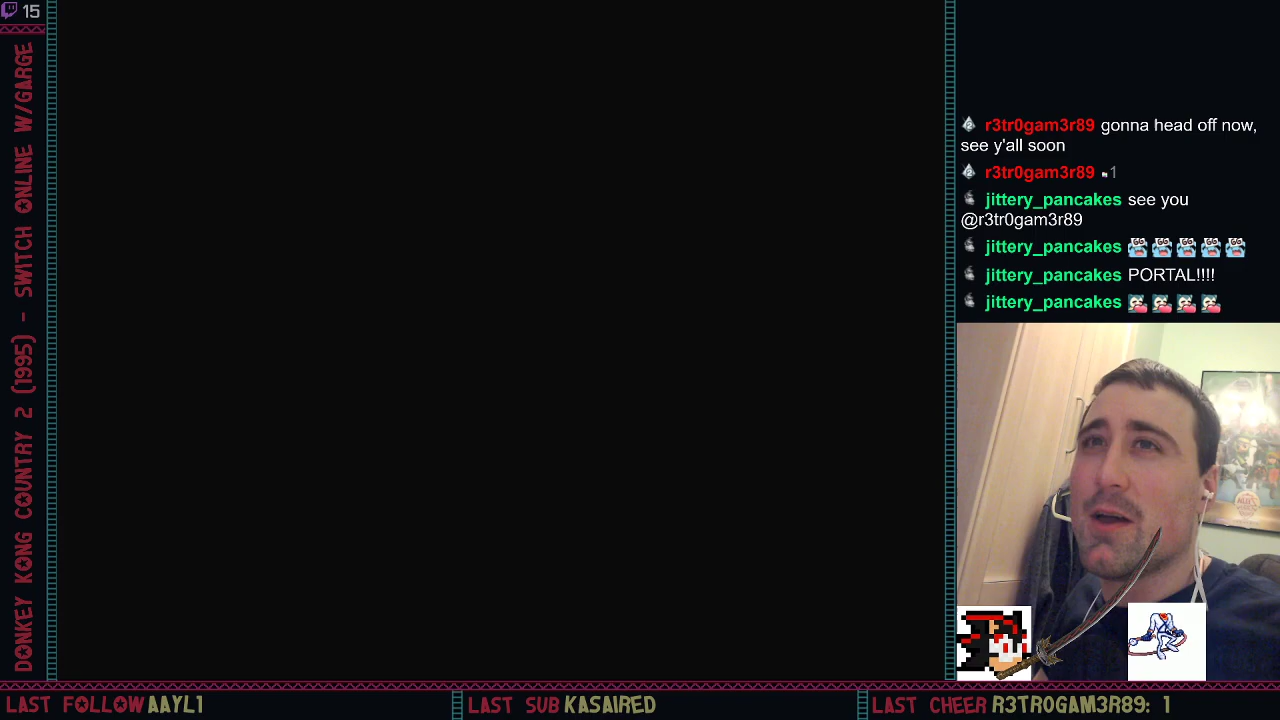 15
DONKEY KONG COUNTRY 2 (1995) - SWITCH ONLINE W/GARGE
r3tr0gam3r89 gonna head off now,
see y'all soon
r3tr0gam3r89 1
jittery_pancakes see you
@r3tr0gam3r89
jittery_pancakes
jittery_pancakes PORTAL!!!!
jittery_pancakes
LAST FOLLOW AAYL1
LAST SUB KASAIRED
LAST CHEER R3TR0GAM3R89: 1